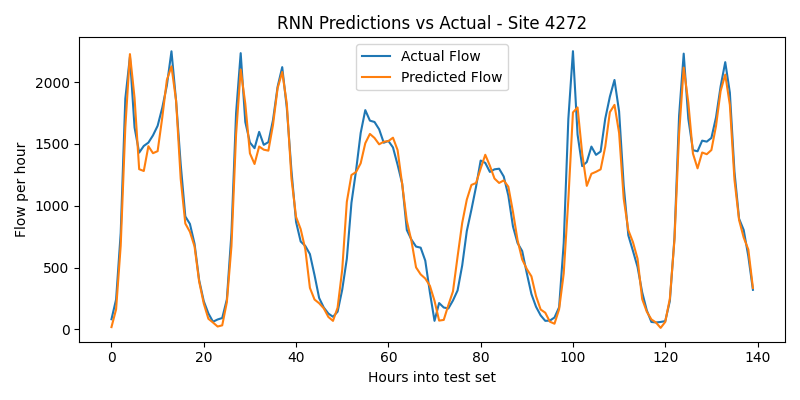 RNN Predictions vs Actual - Site 4272
Actual Flow
Predicted Flow
Flow per hour
2000
1500
1000
500
0
0 20 40 60 80 100 120 140
Hours into test set